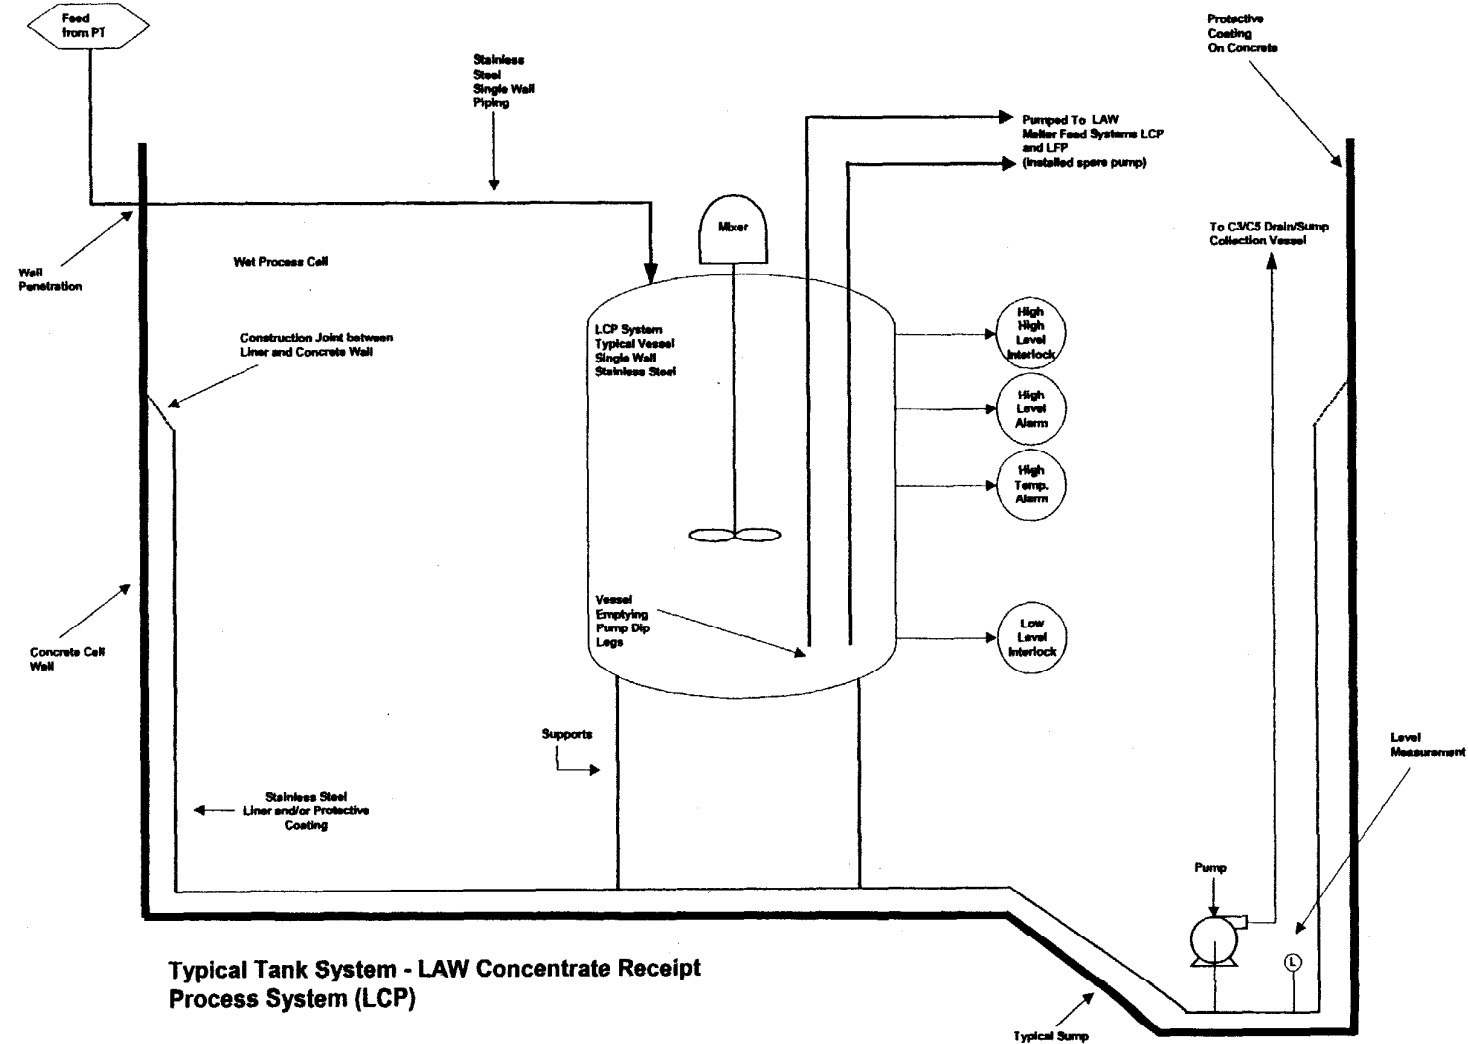 Feed
from PT
Stainless
Steel
Single Wall
Piping
Protective
Coating
On Concrete
Pumped To LAW
Melter Feed Systems LCP
and LFP
(Installed spare pump)
Mixer
To C3/C5 Drain/Sump
Collection Vessel
Wall
Penetration
Wet Process Cell
Construction Joint between
Liner and Concrete Wall
LCP System
Typical Vessel
Single Wall
Stainless Steel
High
High
Level
Interlock
High
Level
Alarm
High
Temp.
Alarm
Vessel
Emptying
Pump Dip
Legs
Low
Level
Interlock
Concrete Cell
Wall
Supports
Level
Measurement
Stainless Steel
Liner and/or Protective
Coating
Pump
L
Typical Tank System - LAW Concentrate Receipt
Process System (LCP)
Typical Sump